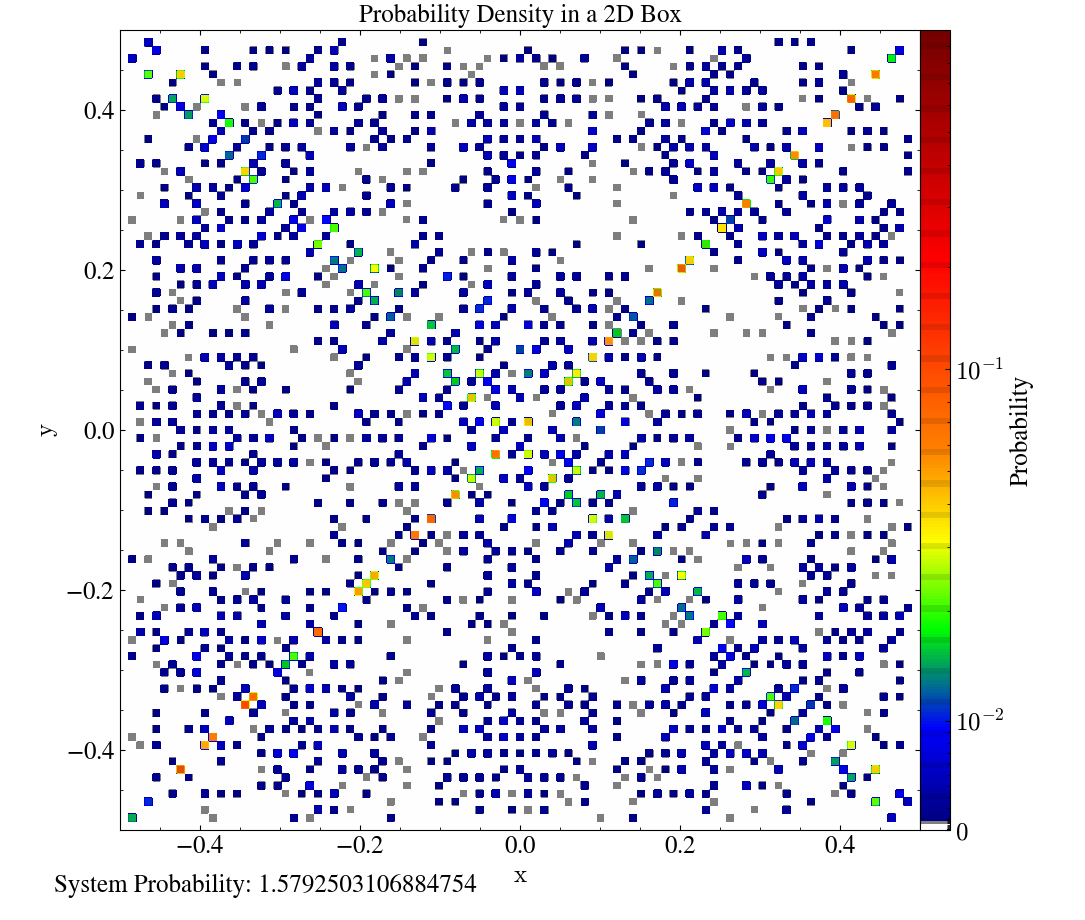 Probability Density in a 2D Box
0.4
0.2
0.0
−0.2
−0.4
y
−0.4 −0.2 0.0 0.2 0.4
x
10⁻¹
10⁻²
0
Probability
System Probability: 1.5792503106884754